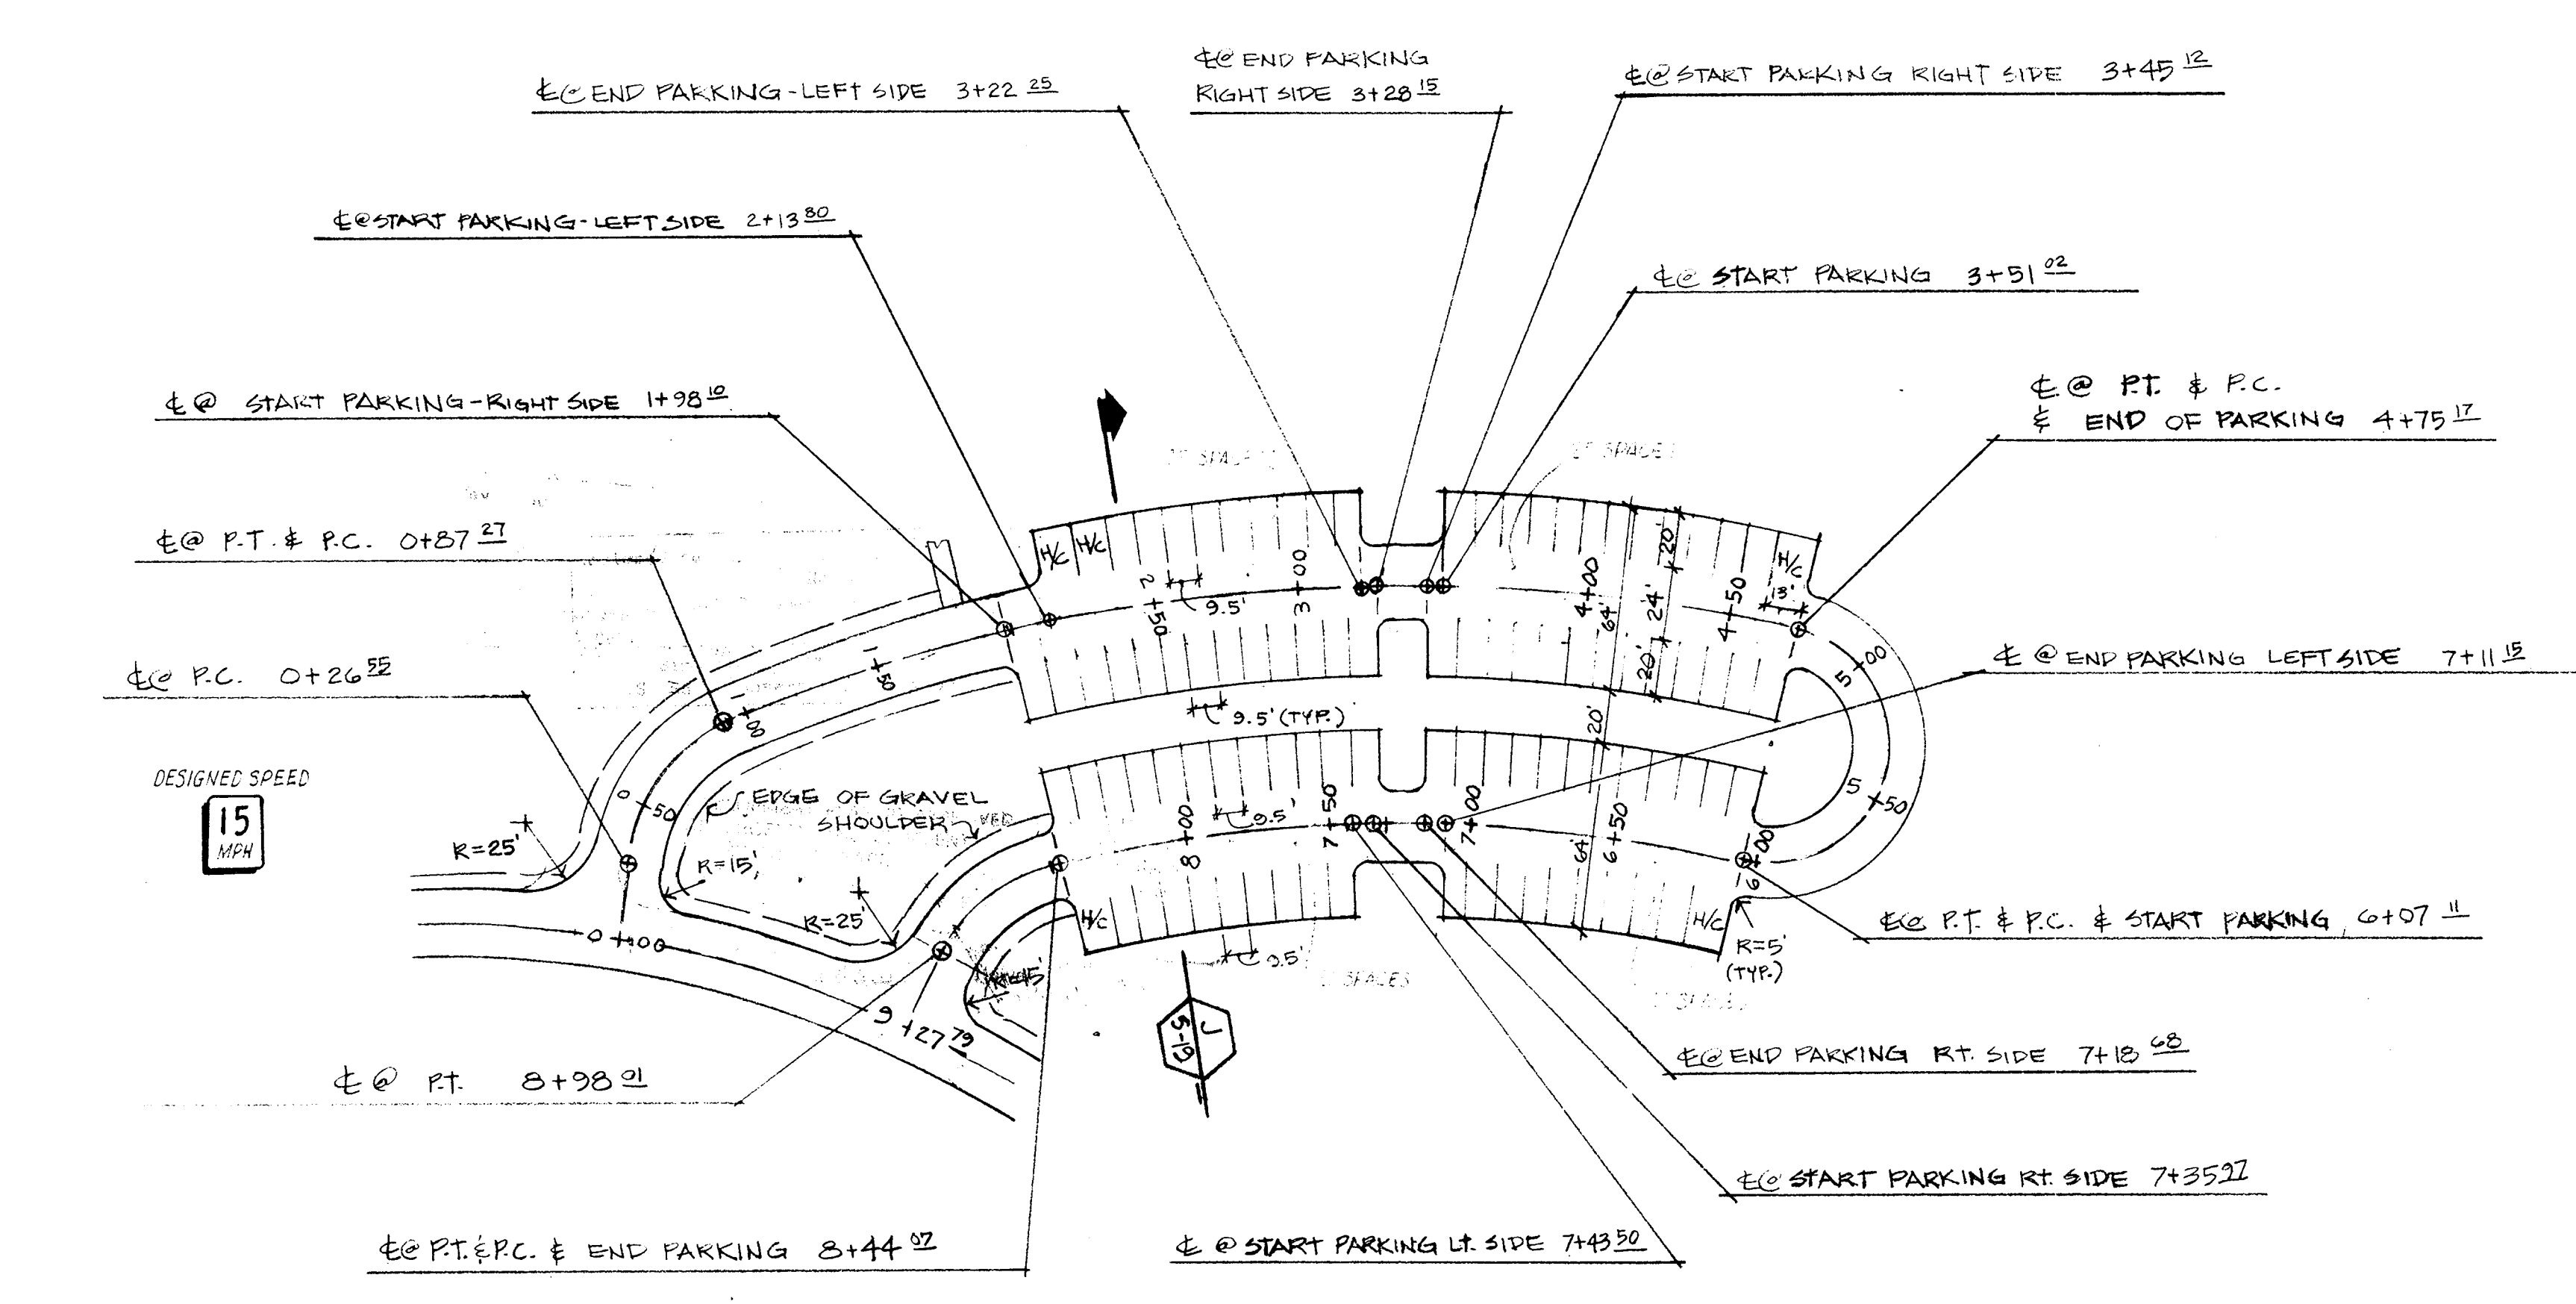 ℄@ END PARKING
RIGHT SIDE 3+28 15
℄@ START PARKING RIGHT SIDE 3+45 12
℄@ END PARKING-LEFT SIDE 3+22 25
℄@ START PARKING-LEFT SIDE 2+13 80
℄@ START PARKING 3+51 02
℄ @ START PARKING-RIGHT SIDE 1+98 10
℄ @ P.T. & P.C.
& END OF PARKING 4+75 17
SPACES
℄@ P.T. & P.C. 0+87 27
H/C H/C
2+50
9.5'
3+00
4+00
64'
20'
24'
20'
4+50
H/C
13'
℄@ P.C. 0+26 55
1+50
1+00
5+00
℄ @ END PARKING LEFT SIDE 7+11 15
9.5' (TYP.)
20'
DESIGNED SPEED
15
MPH
0+50
EDGE OF GRAVEL
SHOULDER
R=25'
R=15'
R=25'
8+00
9.5'
7+50
7+00
64'
6+50
6+00
5+50
H/C
H/C
0+00
R=15'
9.5'
SPACES
R=5'
(TYP.)
℄@ P.T. & P.C. & START PARKING 6+07 11
9+27 79
J
S-19
℄@ END PARKING RT. SIDE 7+18 68
℄ @ P.T. 8+98 01
℄@ START PARKING RT. SIDE 7+35 97
℄@ P.T. & P.C. & END PARKING 8+44 07
℄ @ START PARKING LT. SIDE 7+43 50